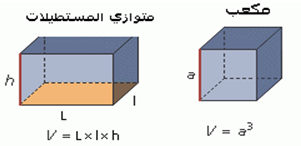 متوازي المستطيلات
مكعب
h
L
l
a
V = L×l×h
V = a³